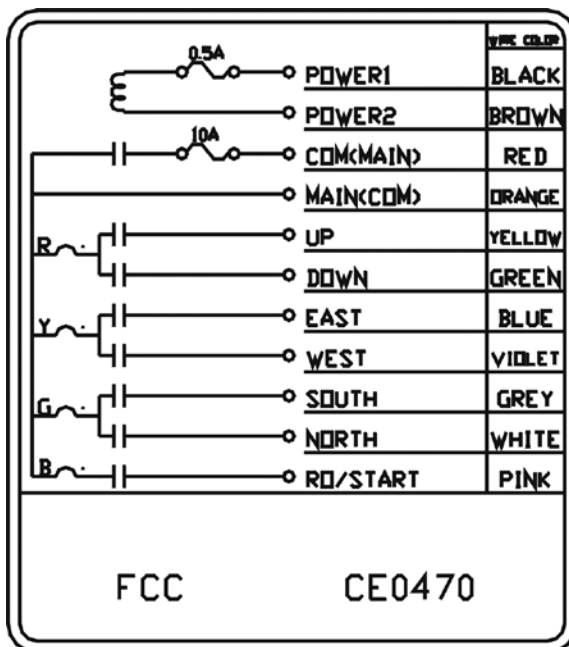 WIRE COLOR
0.5A
POWER1 BLACK
POWER2 BROWN
10A
COM(MAIN) RED
MAIN(COM) ORANGE
R UP YELLOW
DOWN GREEN
Y EAST BLUE
WEST VIOLET
G SOUTH GREY
NORTH WHITE
B RO/START PINK
FCC CE0470